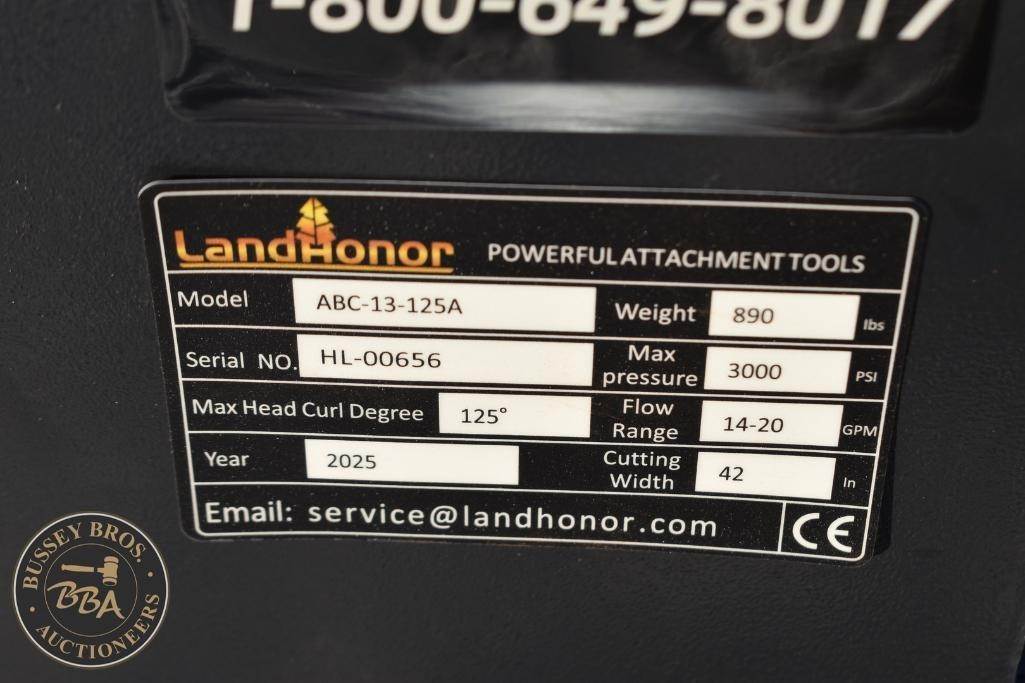 1-800-649-8017
LandHonor POWERFUL ATTACHMENT TOOLS
Model ABC-13-125A Weight 890 lbs
Serial NO. HL-00656 Max pressure 3000 PSI
Max Head Curl Degree 125° Flow Range 14-20 GPM
Year 2025 Cutting Width 42 In
Email: service@landhonor.com CE
BUSSEY BROS.
BBA
AUCTIONEERS